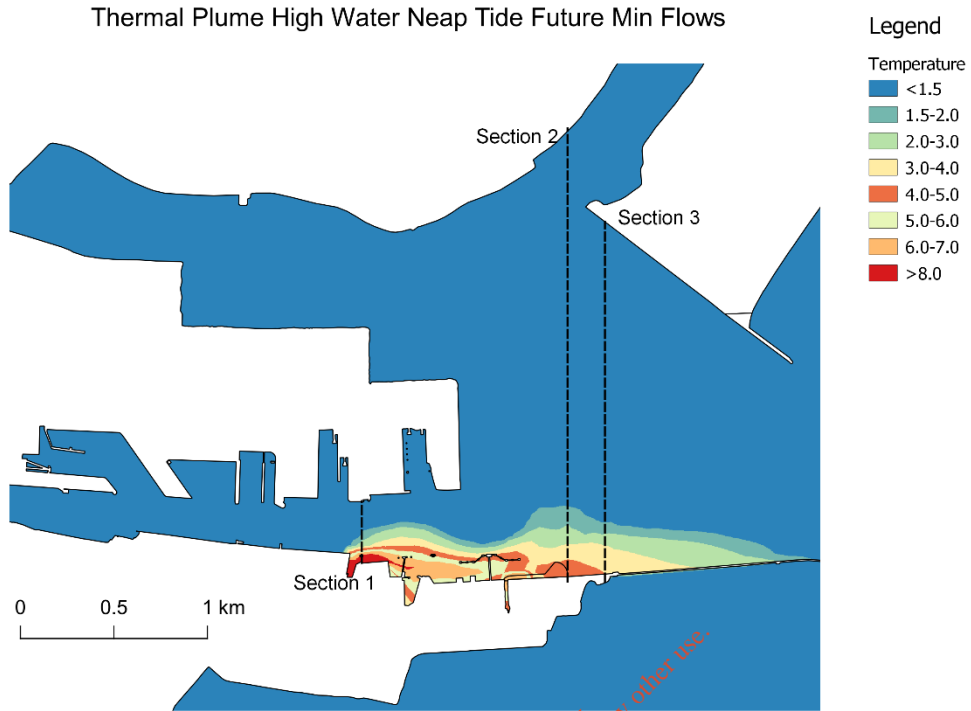 Thermal Plume High Water Neap Tide Future Min Flows
Legend
Temperature
<1.5
1.5-2.0
2.0-3.0
3.0-4.0
4.0-5.0
5.0-6.0
6.0-7.0
>8.0
Section 2
Section 3
Section 1
0 0.5 1 km
other use.